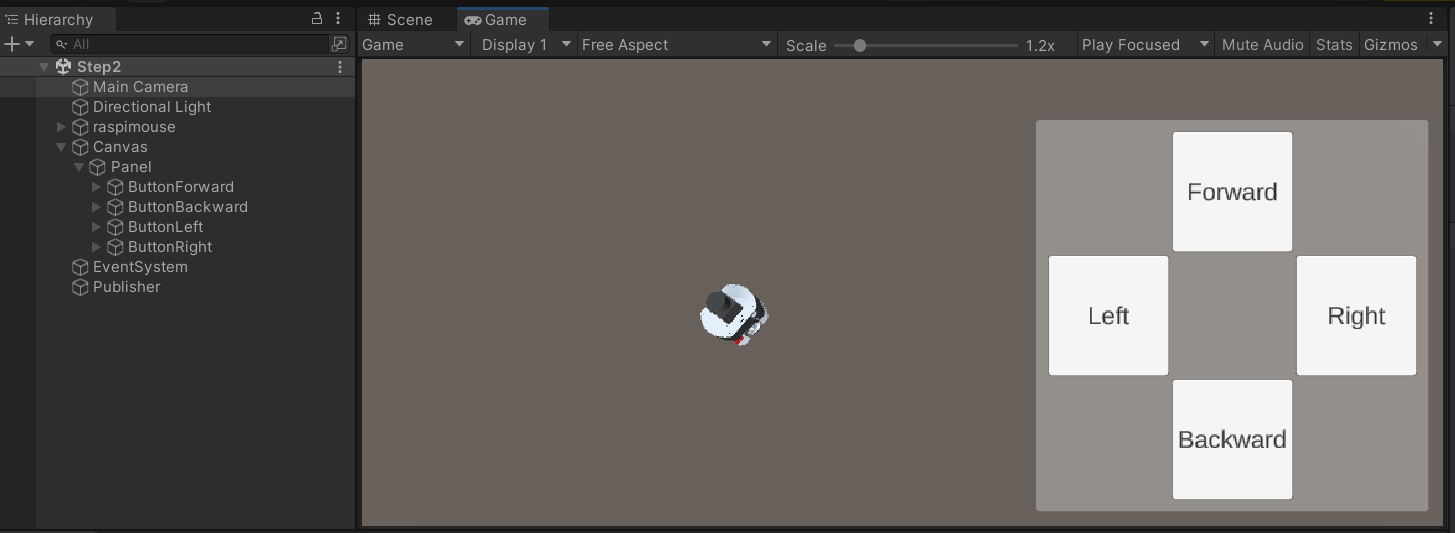 Hierarchy
All
Step2
Main Camera
Directional Light
raspimouse
Canvas
Panel
ButtonForward
ButtonBackward
ButtonLeft
ButtonRight
EventSystem
Publisher
Scene Game
Game Display 1 Free Aspect Scale 1.2x Play Focused Mute Audio Stats Gizmos
Forward
Left Right
Backward